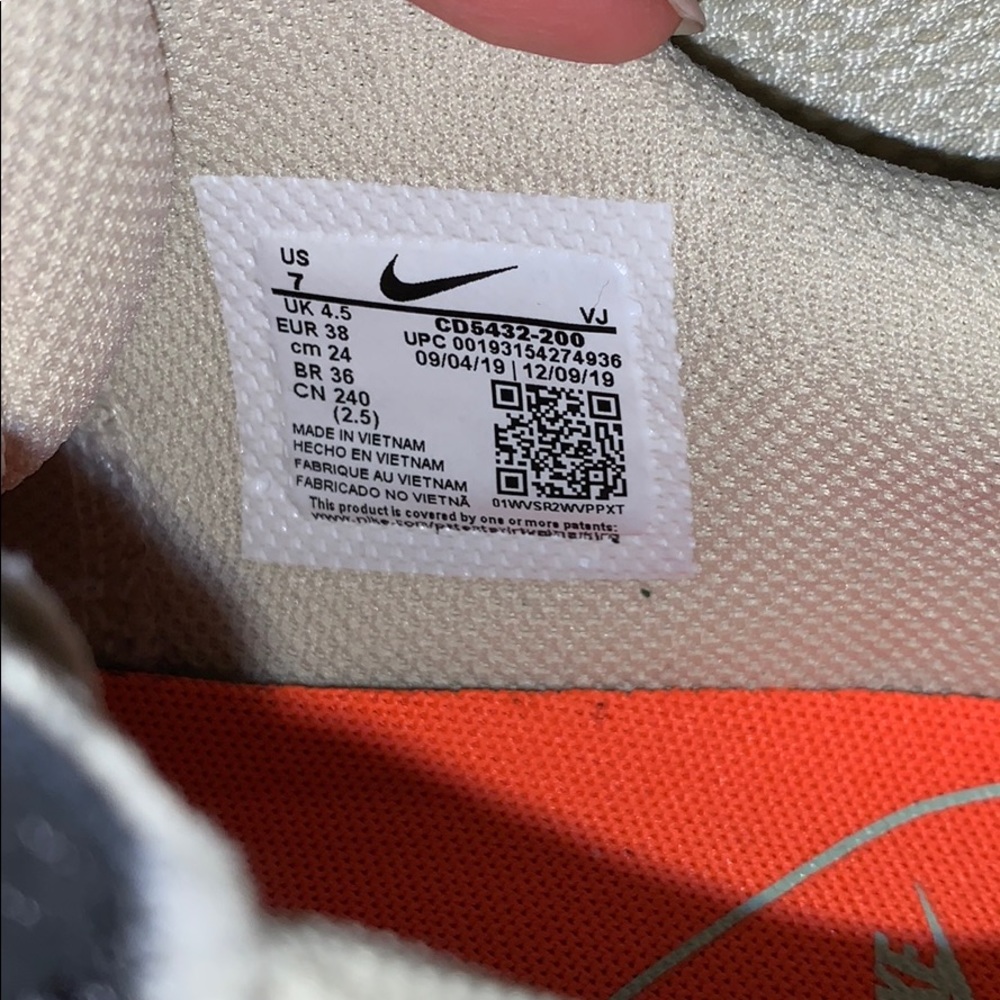 US
7
VJ
UK 4.5
CD5432-200
EUR 38
UPC 00193154274936
cm 24
09/04/19 | 12/09/19
BR 36
CN 240
(2.5)
MADE IN VIETNAM
HECHO EN VIETNAM
FABRIQUE AU VIETNAM
FABRICADO NO VIETNÃ
01WVSR2WVPPXT
This product is covered by one or more patents: